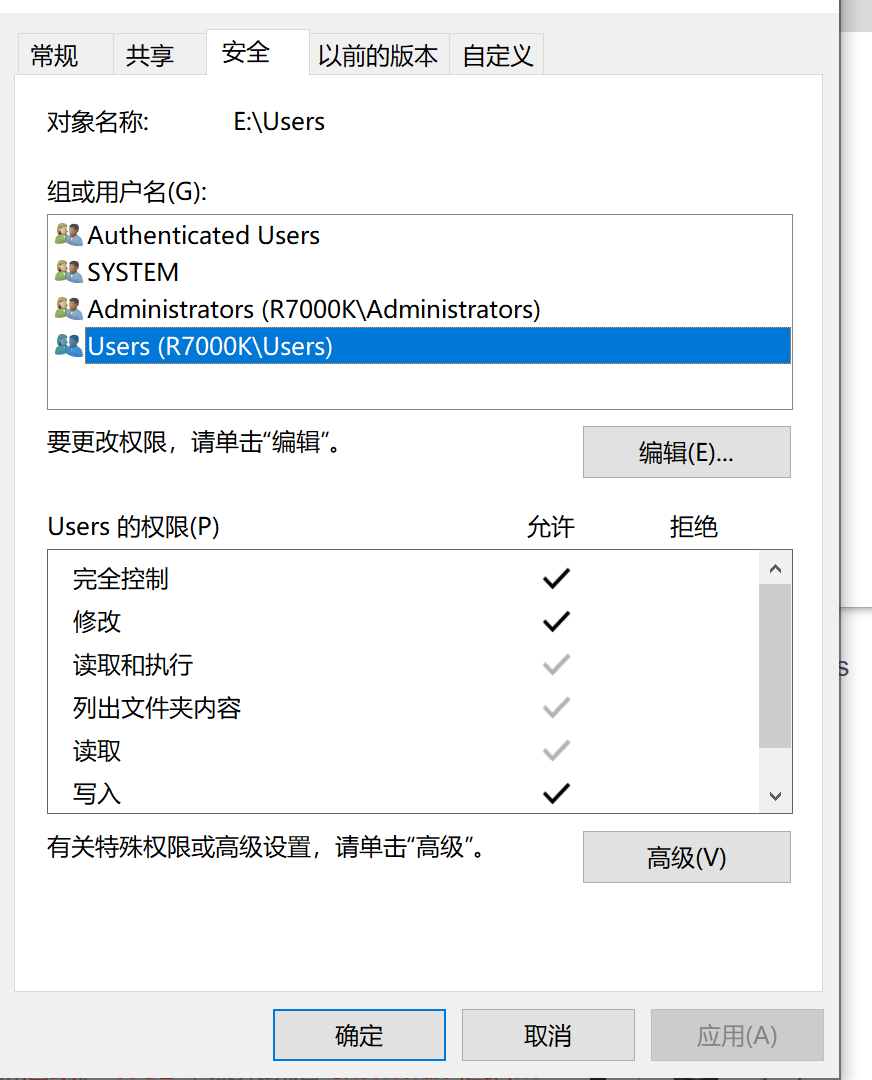 常规 共享 安全 以前的版本 自定义
对象名称: E:\Users
组或用户名(G):
Authenticated Users
SYSTEM
Administrators (R7000K\Administrators)
Users (R7000K\Users)
要更改权限，请单击“编辑”。
编辑(E)...
Users 的权限(P) 允许 拒绝
完全控制
修改
读取和执行
列出文件夹内容
读取
写入
有关特殊权限或高级设置，请单击“高级”。
高级(V)
确定 取消 应用(A)